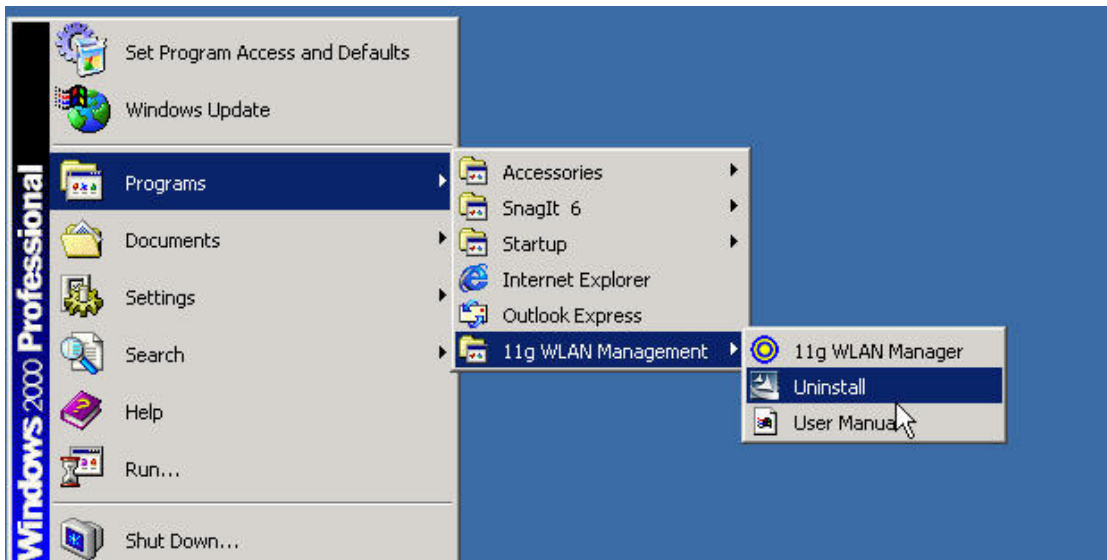 Windows 2000 Professional
Set Program Access and Defaults
Windows Update
Programs
Documents
Settings
Search
Help
Run...
Shut Down...
Accessories
SnagIt 6
Startup
Internet Explorer
Outlook Express
11g WLAN Management
11g WLAN Manager
Uninstall
User Manual